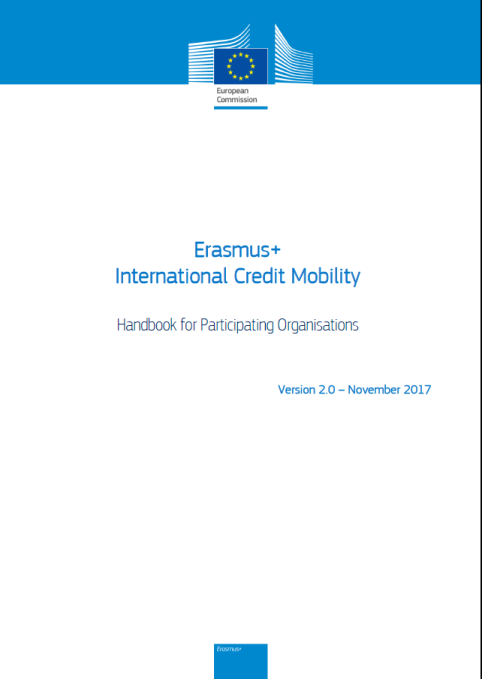 European
Commission
Erasmus+
International Credit Mobility
Handbook for Participating Organisations
Version 2.0 – November 2017
Erasmus+